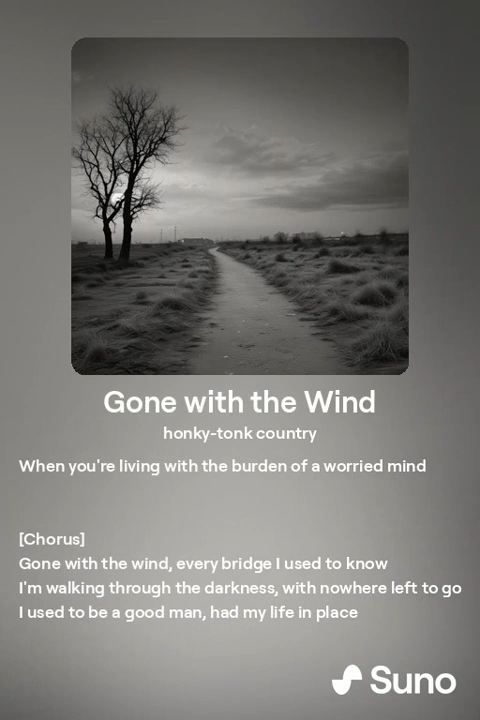 Gone with the Wind
honky-tonk country
When you're living with the burden of a worried mind
[Chorus]
Gone with the wind, every bridge I used to know
I'm walking through the darkness, with nowhere left to go
I used to be a good man, had my life in place
Suno